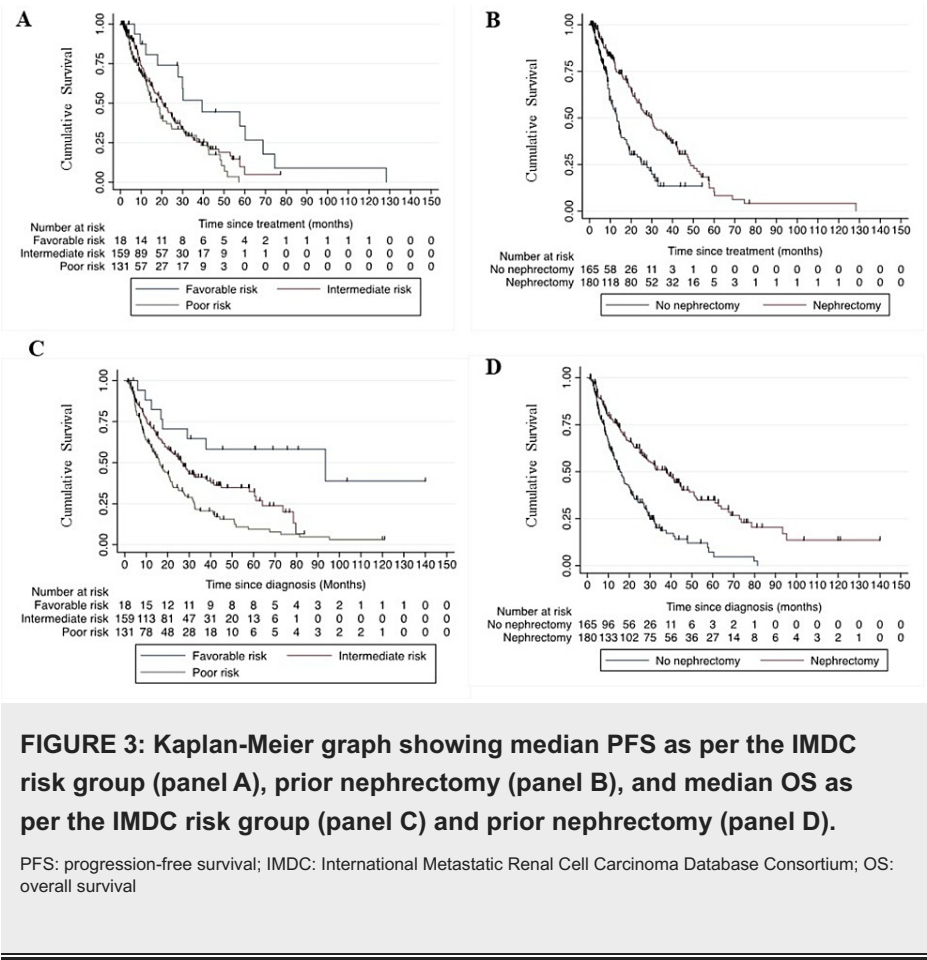 A
Cumulative Survival
1.00
0.75
0.50
0.25
0.00
0 10 20 30 40 50 60 70 80 90 100 110 120 130 140 150
Time since treatment (months)
Number at risk
Favorable risk 18 14 11 8 6 5 4 2 1 1 1 1 1 0 0 0
Intermediate risk 159 89 57 30 17 9 1 1 0 0 0 0 0 0 0 0
Poor risk 131 57 27 17 9 3 0 0 0 0 0 0 0 0 0 0
Favorable risk Intermediate risk
Poor risk
B
Cumulative Survival
1.00
0.75
0.50
0.25
0.00
0 10 20 30 40 50 60 70 80 90 100 110 120 130 140 150
Time since treatment (months)
Number at risk
No nephrectomy 165 58 26 11 3 1 0 0 0 0 0 0 0 0 0 0
Nephrectomy 180 118 80 52 32 16 5 3 1 1 1 1 1 0 0 0
No nephrectomy Nephrectomy
C
Cumulative Survival
1.00
0.75
0.50
0.25
0.00
0 10 20 30 40 50 60 70 80 90 100 110 120 130 140 150
Time since diagnosis (Months)
Number at risk
Favorable risk 18 15 12 11 9 8 8 5 4 3 2 1 1 1 0 0
Intermediate risk 159 113 81 47 31 20 13 6 1 0 0 0 0 0 0 0
Poor risk 131 78 48 28 18 10 6 5 4 3 2 2 1 0 0 0
Favorable risk Intermediate risk
Poor risk
D
Cumulative Survival
1.00
0.75
0.50
0.25
0.00
0 10 20 30 40 50 60 70 80 90 100 110 120 130 140 150
Time since diagnosis (months)
Number at risk
No nephrectomy 165 96 56 26 11 6 3 2 1 0 0 0 0 0 0 0
Nephrectomy 180 133 102 75 56 36 27 14 8 6 4 3 2 1 0 0
No nephrectomy Nephrectomy
FIGURE 3: Kaplan-Meier graph showing median PFS as per the IMDC
risk group (panel A), prior nephrectomy (panel B), and median OS as
per the IMDC risk group (panel C) and prior nephrectomy (panel D).
PFS: progression-free survival; IMDC: International Metastatic Renal Cell Carcinoma Database Consortium; OS:
overall survival